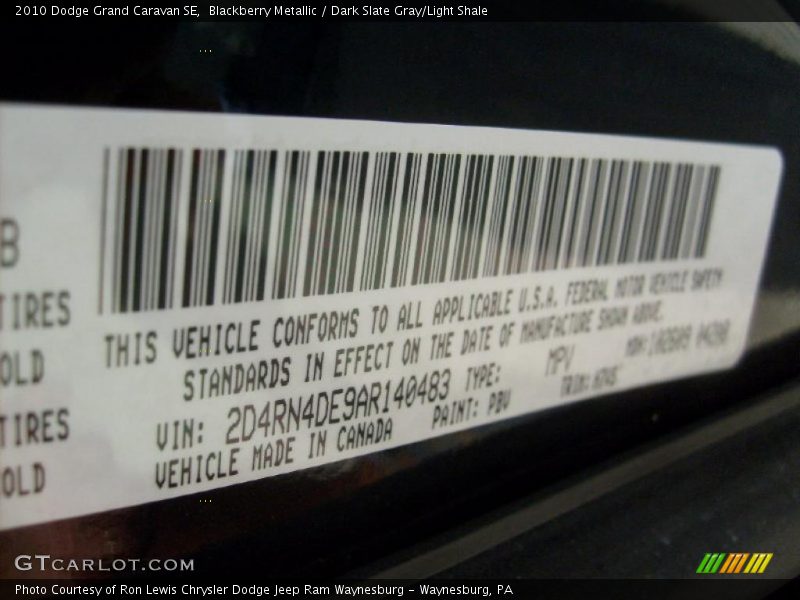 2010 Dodge Grand Caravan SE,  Blackberry Metallic / Dark Slate Gray/Light Shale
B
TIRES
OLD
TIRES
OLD
THIS VEHICLE CONFORMS TO ALL APPLICABLE U.S.A. FEDERAL MOTOR VEHICLE SAFETY
STANDARDS IN EFFECT ON THE DATE OF MANUFACTURE SHOWN ABOVE.
VIN: 2D4RN4DE9AR140483 TYPE: MPV
VEHICLE MADE IN CANADA PAINT: PBV TRIM:
GTCARLOT.COM
Photo Courtesy of Ron Lewis Chrysler Dodge Jeep Ram Waynesburg – Waynesburg, PA